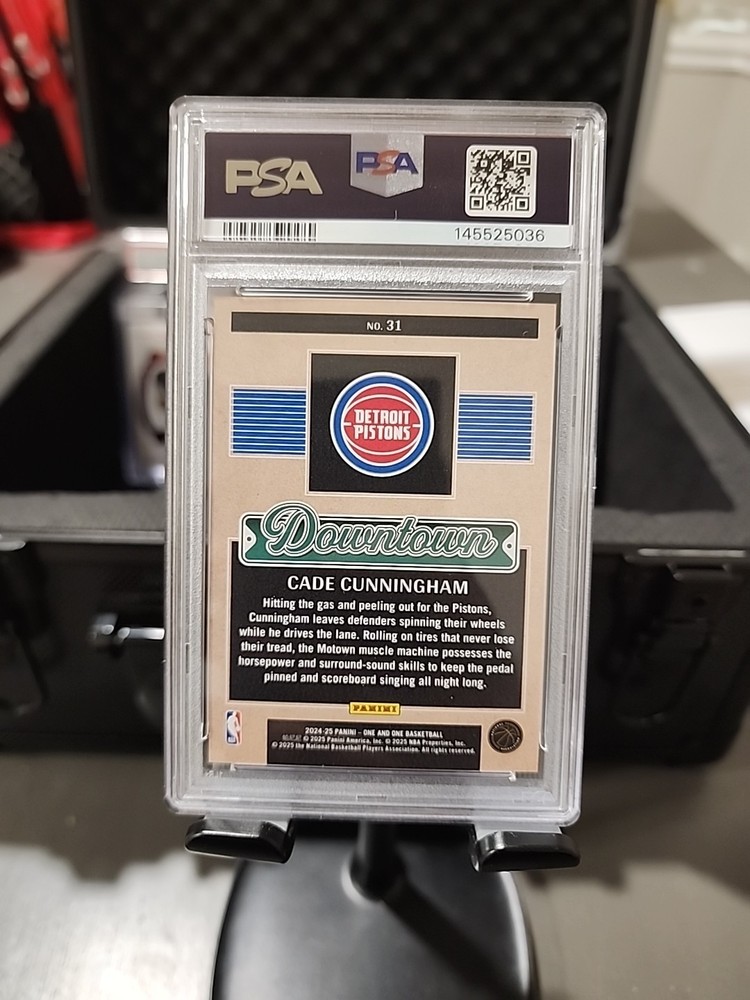 PSA
PSA
145525036
NO. 31
DETROIT
PISTONS
Downtown
CADE CUNNINGHAM
Hitting the gas and peeling out for the Pistons,
Cunningham leaves defenders spinning their wheels
while he drives the lane. Rolling on tires that never lose
their tread, the Motown muscle machine possesses the
horsepower and surround-sound skills to keep the pedal
pinned and scoreboard singing all night long.
PANINI
2024-25 PANINI – ONE AND ONE BASKETBALL
© 2025 Panini America, Inc. © 2025 NBA Properties, Inc.
© 2025 the National Basketball Players Association. All rights reserved.